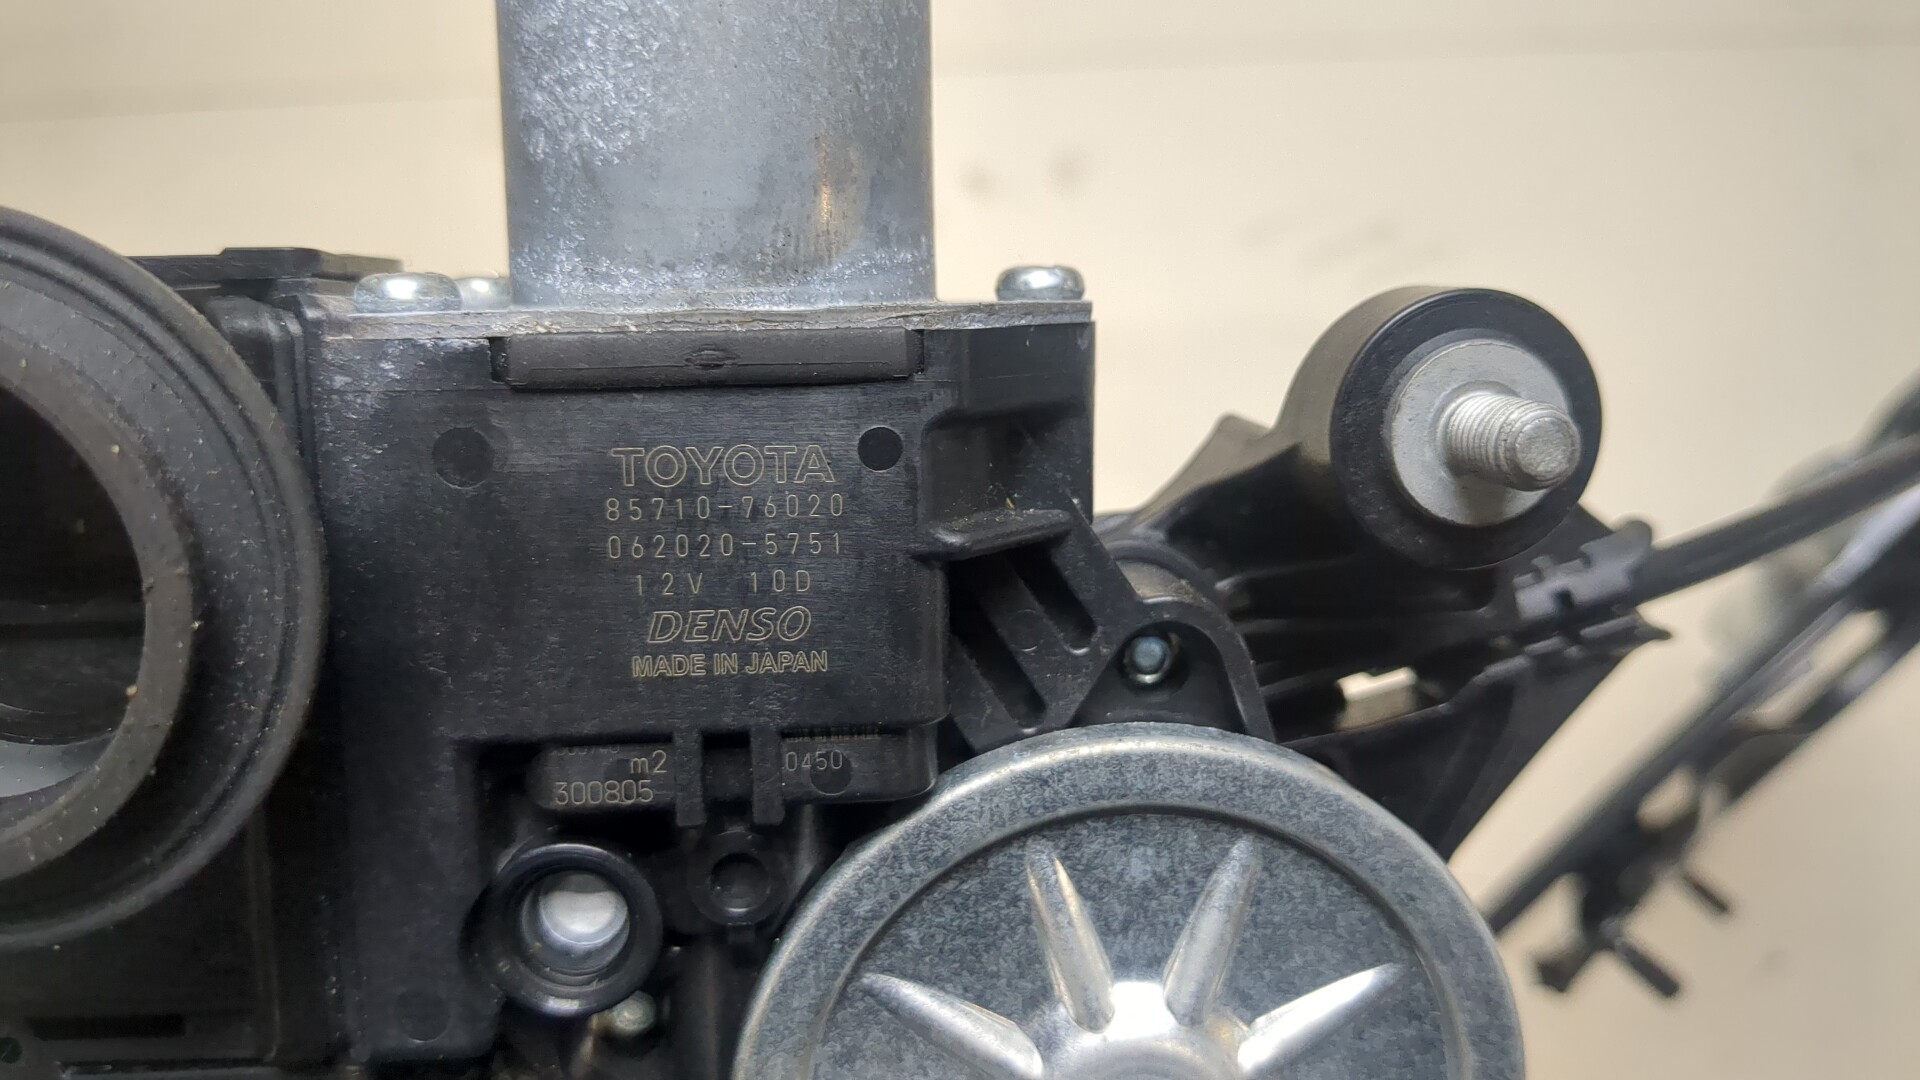 TOYOTA
85710-76020
062020-5751
12V 10D
DENSO
MADE IN JAPAN
m2
0450
300805